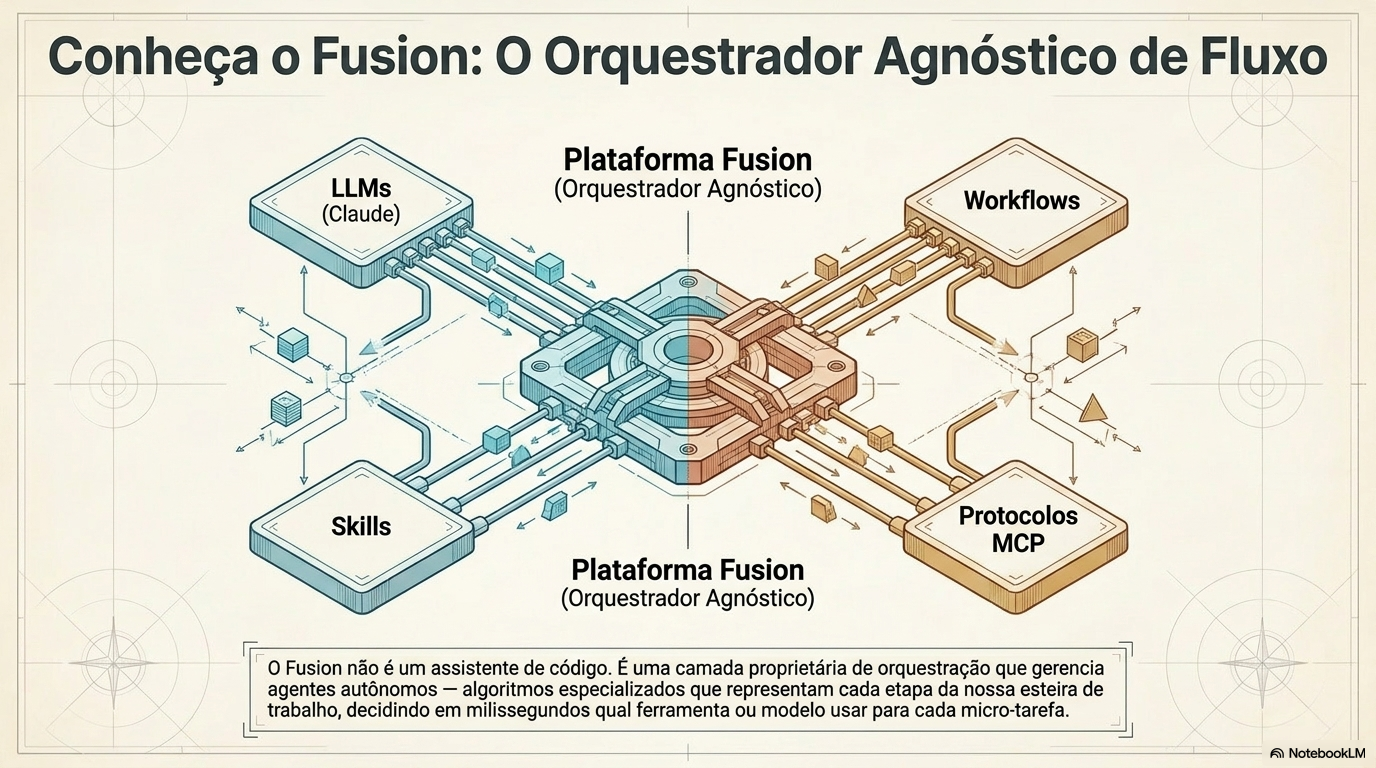 Conheça o Fusion: O Orquestrador Agnóstico de Fluxo
Plataforma Fusion
(Orquestrador Agnóstico)
LLMs
(Claude)
Workflows
Skills
Protocolos
MCP
Plataforma Fusion
(Orquestrador Agnóstico)
O Fusion não é um assistente de código. É uma camada proprietária de orquestração que gerencia
agentes autônomos — algoritmos especializados que representam cada etapa da nossa esteira de
trabalho, decidindo em milissegundos qual ferramenta ou modelo usar para cada micro-tarefa.
NotebookLM